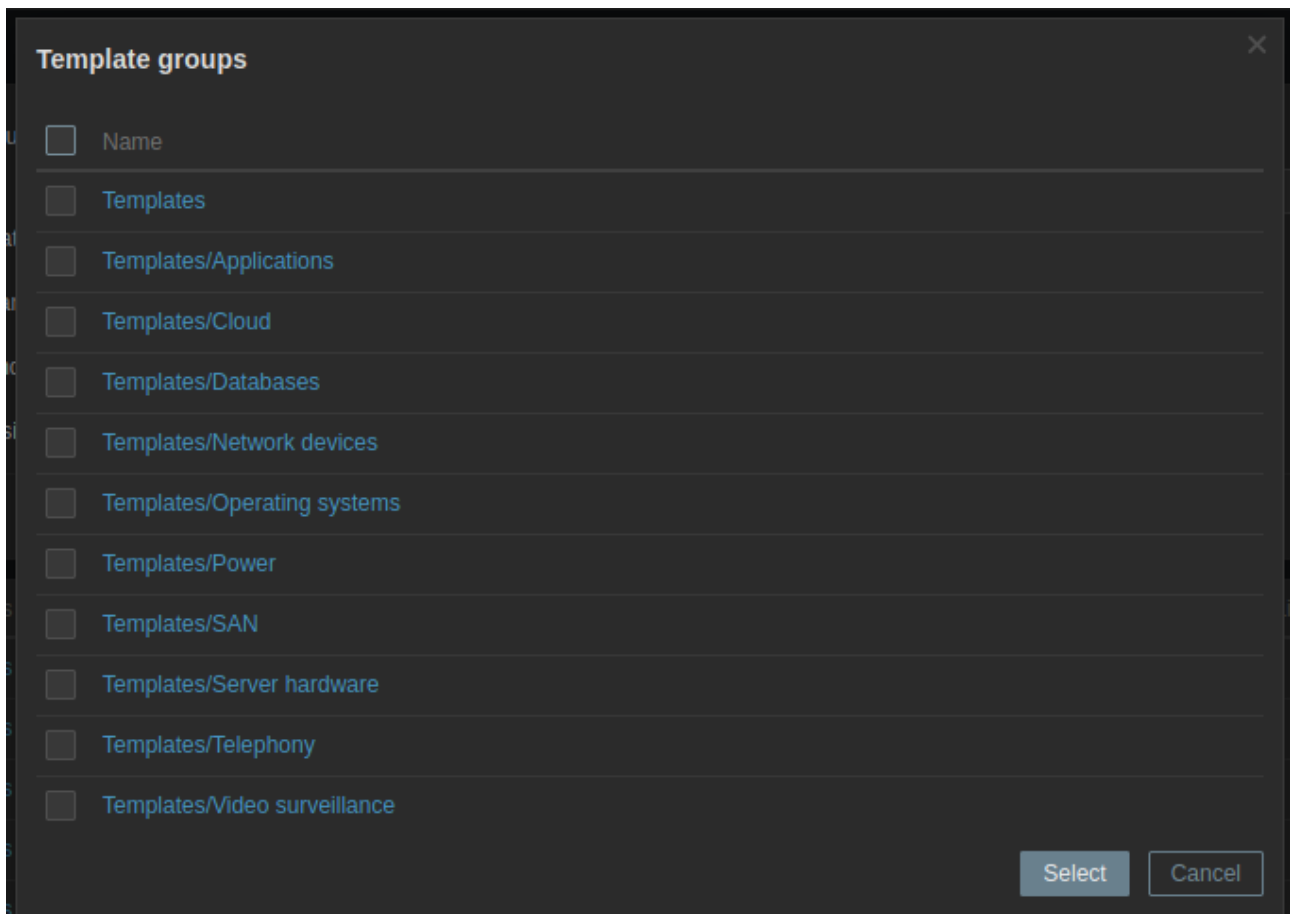 Template groups
Name
Templates
Templates/Applications
Templates/Cloud
Templates/Databases
Templates/Network devices
Templates/Operating systems
Templates/Power
Templates/SAN
Templates/Server hardware
Templates/Telephony
Templates/Video surveillance
Select Cancel